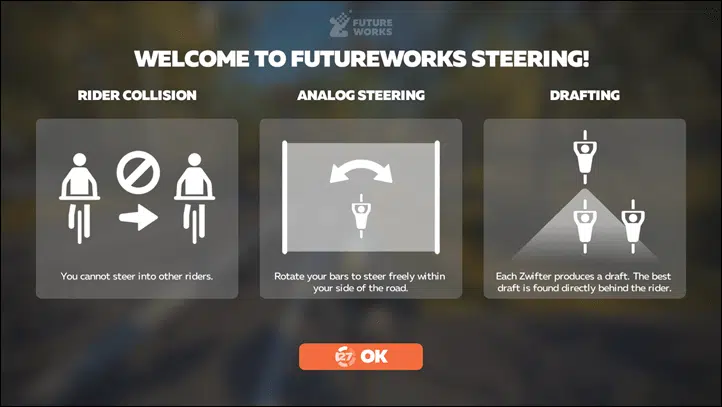 FUTURE
WORKS
WELCOME TO FUTUREWORKS STEERING!
RIDER COLLISION
ANALOG STEERING
DRAFTING
You cannot steer into other riders.
Rotate your bars to steer freely within
your side of the road.
Each Zwifter produces a draft. The best
draft is found directly behind the rider.
27 OK